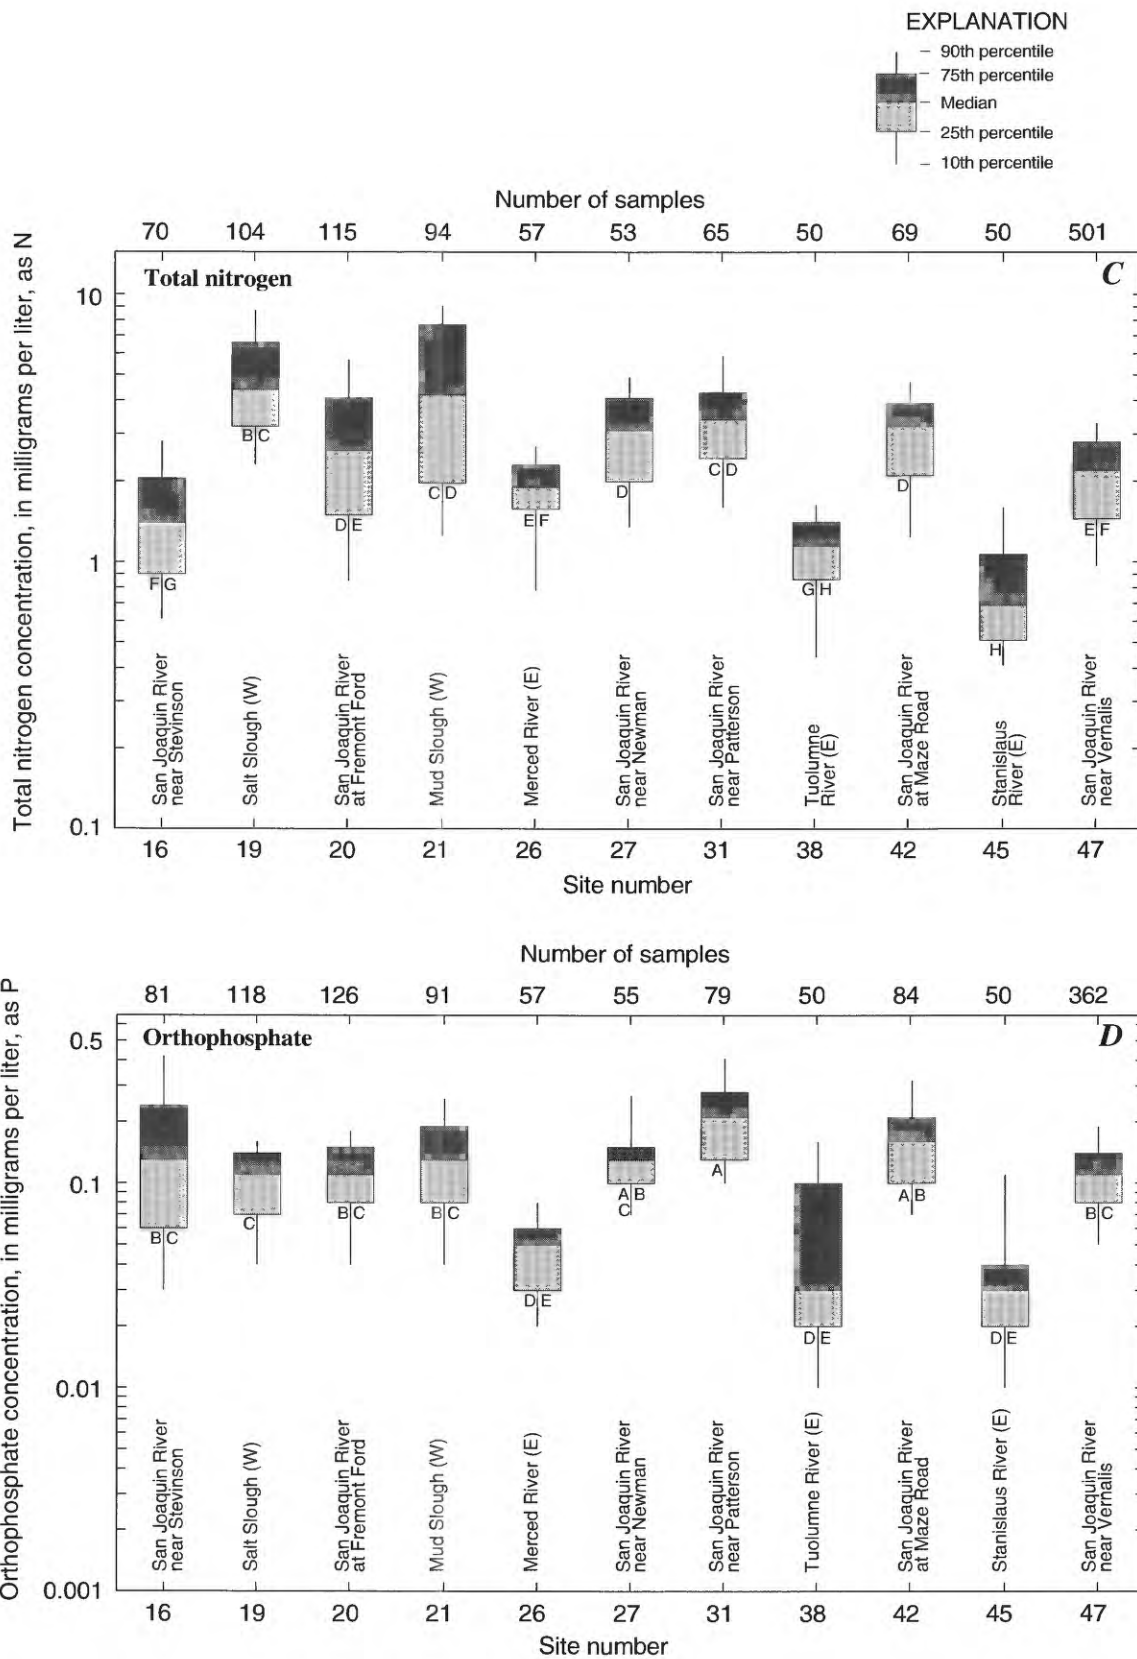 EXPLANATION
90th percentile
75th percentile
Median
25th percentile
10th percentile
Number of samples
70 104 115 94 57 53 65 50 69 50 501
Total nitrogen concentration, in milligrams per liter, as N
Total nitrogen
C
10
1
0.1
F G
B C
D E
C D
E F
D
C D
G H
D
H
E F
San Joaquin River
near Stevinson
Salt Slough (W)
San Joaquin River
at Fremont Ford
Mud Slough (W)
Merced River (E)
San Joaquin River
near Newman
San Joaquin River
near Patterson
Tuolumne
River (E)
San Joaquin River
at Maze Road
Stanislaus
River (E)
San Joaquin River
near Vernalis
16 19 20 21 26 27 31 38 42 45 47
Site number
Number of samples
81 118 126 91 57 55 79 50 84 50 362
Orthophosphate concentration, in milligrams per liter, as P
Orthophosphate
D
0.5
0.1
0.01
0.001
B C
C
B C
B C
D E
A B
C
A
D E
A B
D E
B C
San Joaquin River
near Stevinson
Salt Slough (W)
San Joaquin River
at Fremont Ford
Mud Slough (W)
Merced River (E)
San Joaquin River
near Newman
San Joaquin River
near Patterson
Tuolumne River (E)
San Joaquin River
at Maze Road
Stanislaus River (E)
San Joaquin River
near Vernalis
16 19 20 21 26 27 31 38 42 45 47
Site number